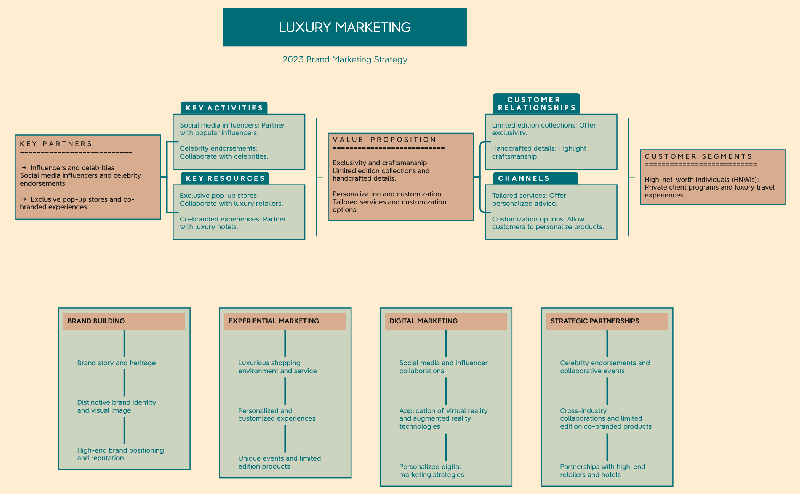 LUXURY MARKETING
2023 Brand Marketing Strategy
KEY PARTNERS
==========================
→ Influencers and celebrities
Social media influencers and celebrity
endorsements.
→ Exclusive pop-up stores and co-
branded experiences
KEY ACTIVITIES
Social media influencers: Partner
with popular influencers.
Celebrity endorsements:
Collaborate with celebrities.
KEY RESOURCES
Exclusive pop-up stores:
Collaborate with luxury retailers.
Co-branded experiences: Partner
with luxury hotels.
VALUE PROPOSITION
==========================
Exclusivity and craftsmanship
Limited edition collections and
handcrafted details.
Personalization and customization
Tailored services and customization
options.
CUSTOMER
RELATIONSHIPS
Limited edition collections: Offer
exclusivity.
Handcrafted details: Highlight
craftsmanship
CHANNELS
Tailored services: Offer
personalized advice.
Customization options: Allow
customers to personalize products.
CUSTOMER SEGMENTS
==========================
High-net-worth individuals (HNWIs):
Private client programs and luxury travel
experiences.
BRAND BUILDING
Brand story and heritage
Distinctive brand identity
and visual image
High-end brand positioning
and reputation
EXPERIENTIAL MARKETING
Luxurious shopping
environment and service
Personalized and
customized experiences
Unique events and limited
edition products
DIGITAL MARKETING
Social media and influencer
collaborations
Application of virtual reality
and augmented reality
technologies
Personalized digital
marketing strategies
STRATEGIC PARTNERSHIPS
Celebrity endorsements and
collaborative events
Cross-industry
collaborations and limited
edition co-branded products
Partnerships with high-end
retailers and hotels